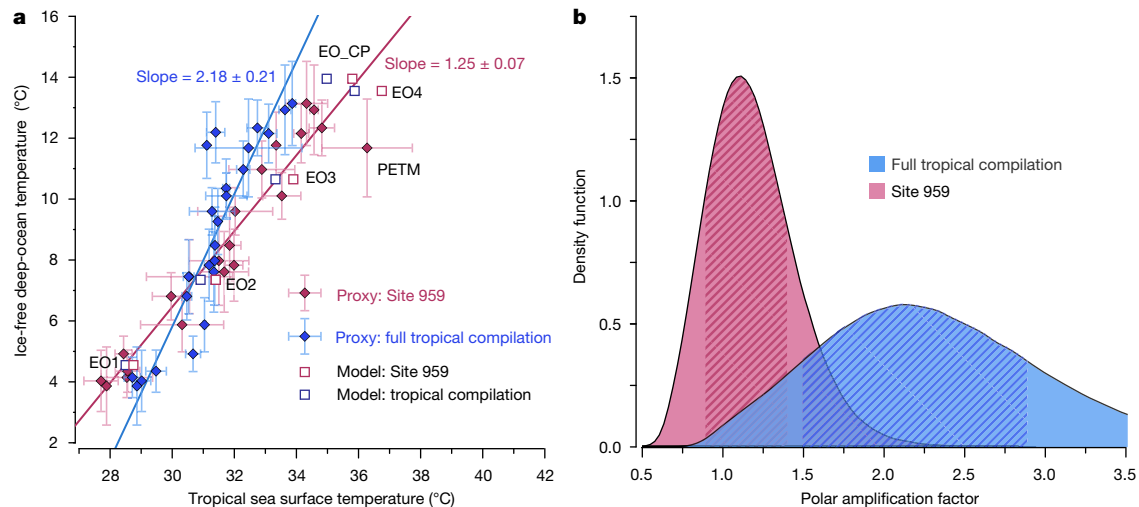 a
16
14
12
10
8
6
4
2
Ice-free deep-ocean temperature (°C)
28
30
32
34
36
38
40
42
Tropical sea surface temperature (°C)
Slope = 2.18 ± 0.21
EO_CP
Slope = 1.25 ± 0.07
EO4
PETM
EO3
EO2
EO1
Proxy: Site 959
Proxy: full tropical compilation
Model: Site 959
Model: tropical compilation
b
1.5
1.0
0.5
0.0
Density function
Full tropical compilation
Site 959
0.5
1.0
1.5
2.0
2.5
3.0
3.5
Polar amplification factor